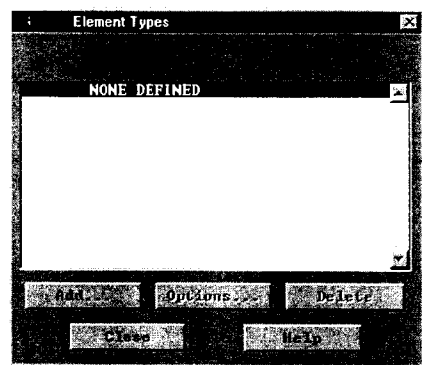 Element Types
NONE DEFINED
Add...
Options...
Delete
Close
Help